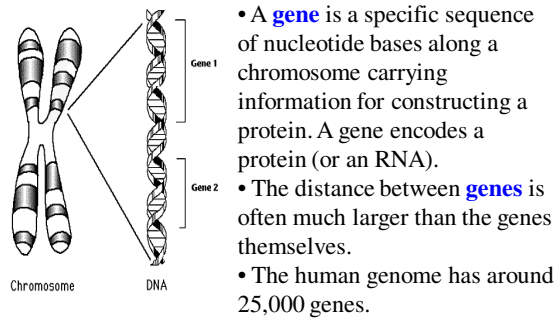 Gene 1
Gene 2
Chromosome
DNA
• A gene is a specific sequence
of nucleotide bases along a
chromosome carrying
information for constructing a
protein. A gene encodes a
protein (or an RNA).
• The distance between genes is
often much larger than the genes
themselves.
• The human genome has around
25,000 genes.